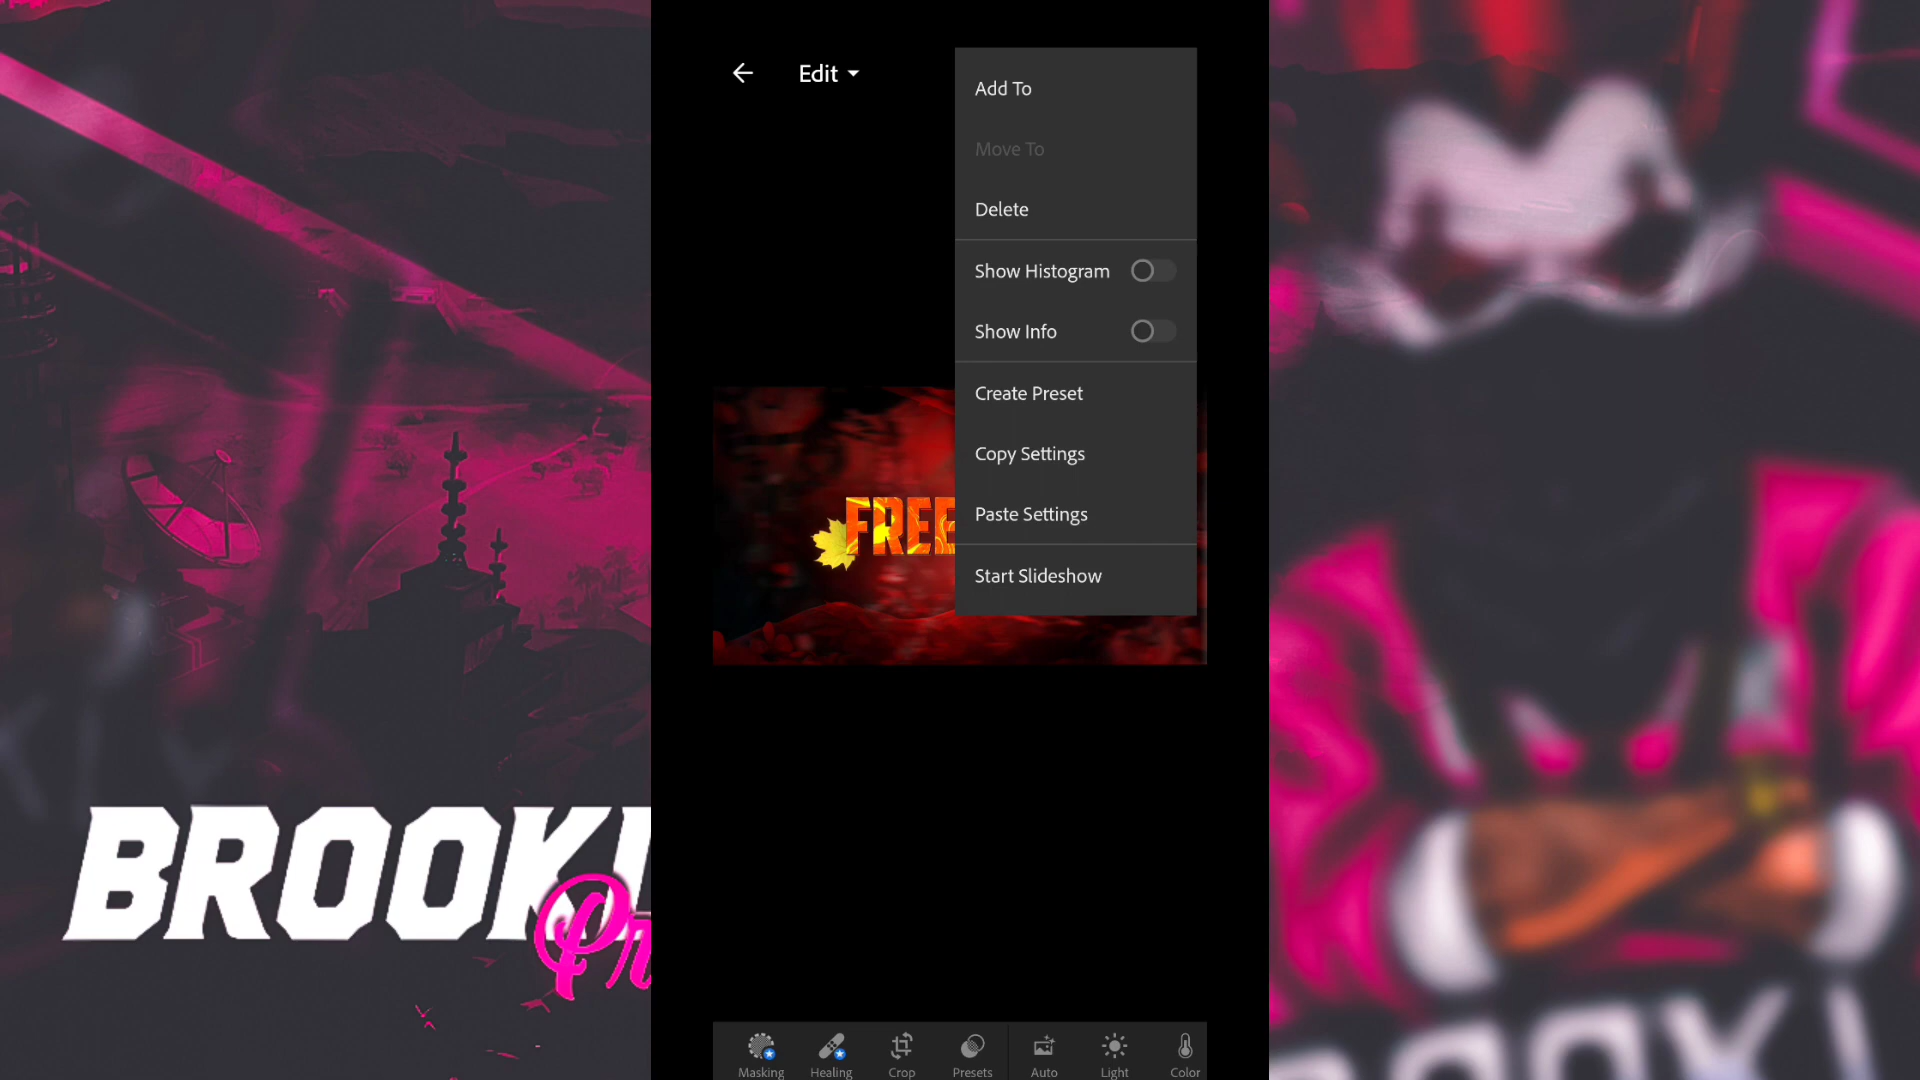 Edit
Add To
Move To
Delete
Show Histogram
Show Info
Create Preset
Copy Settings
Paste Settings
Start Slideshow
FREE
BROOK
Pr
Masking
Healing
Crop
Presets
Auto
Light
Color